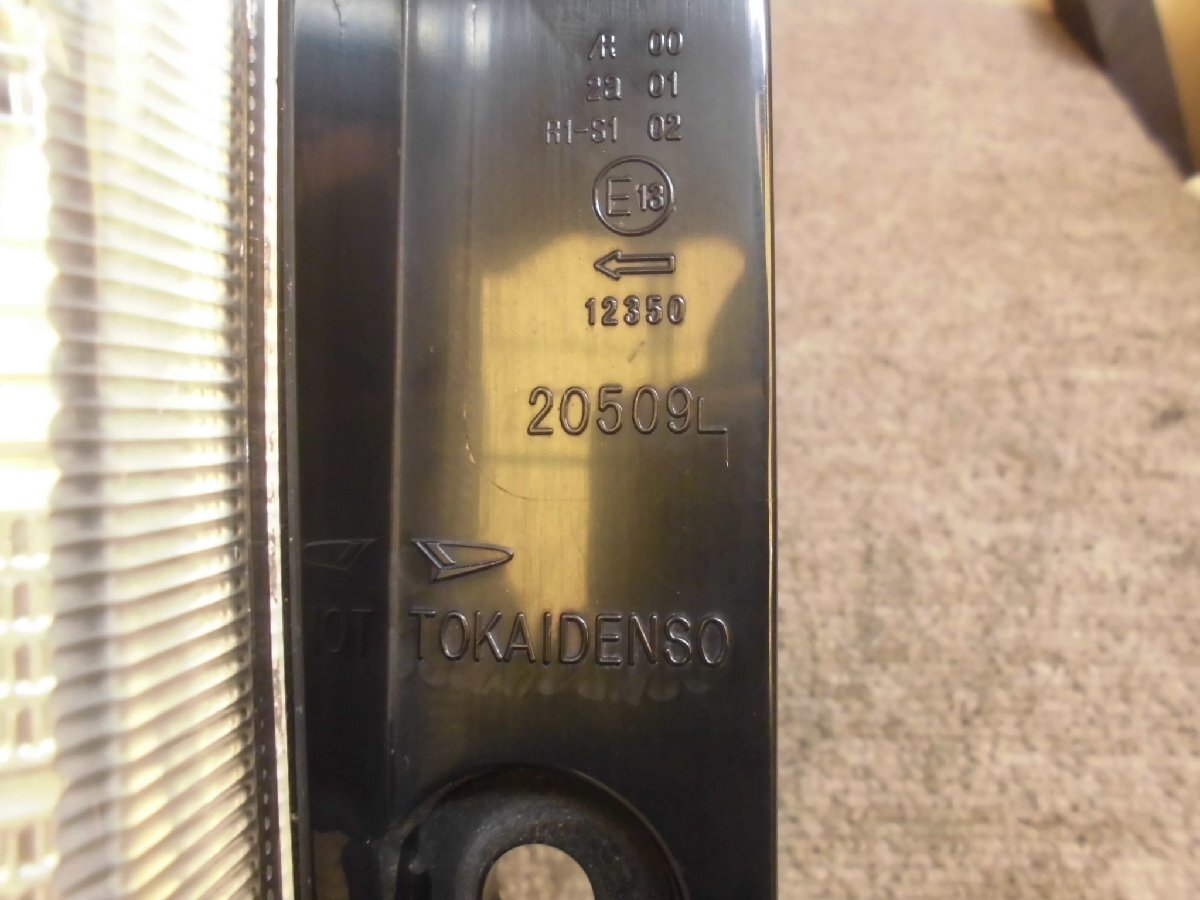 /R 00
2a 01
R1-S1 02
E13
12350
20509L
TOKAIDENSO